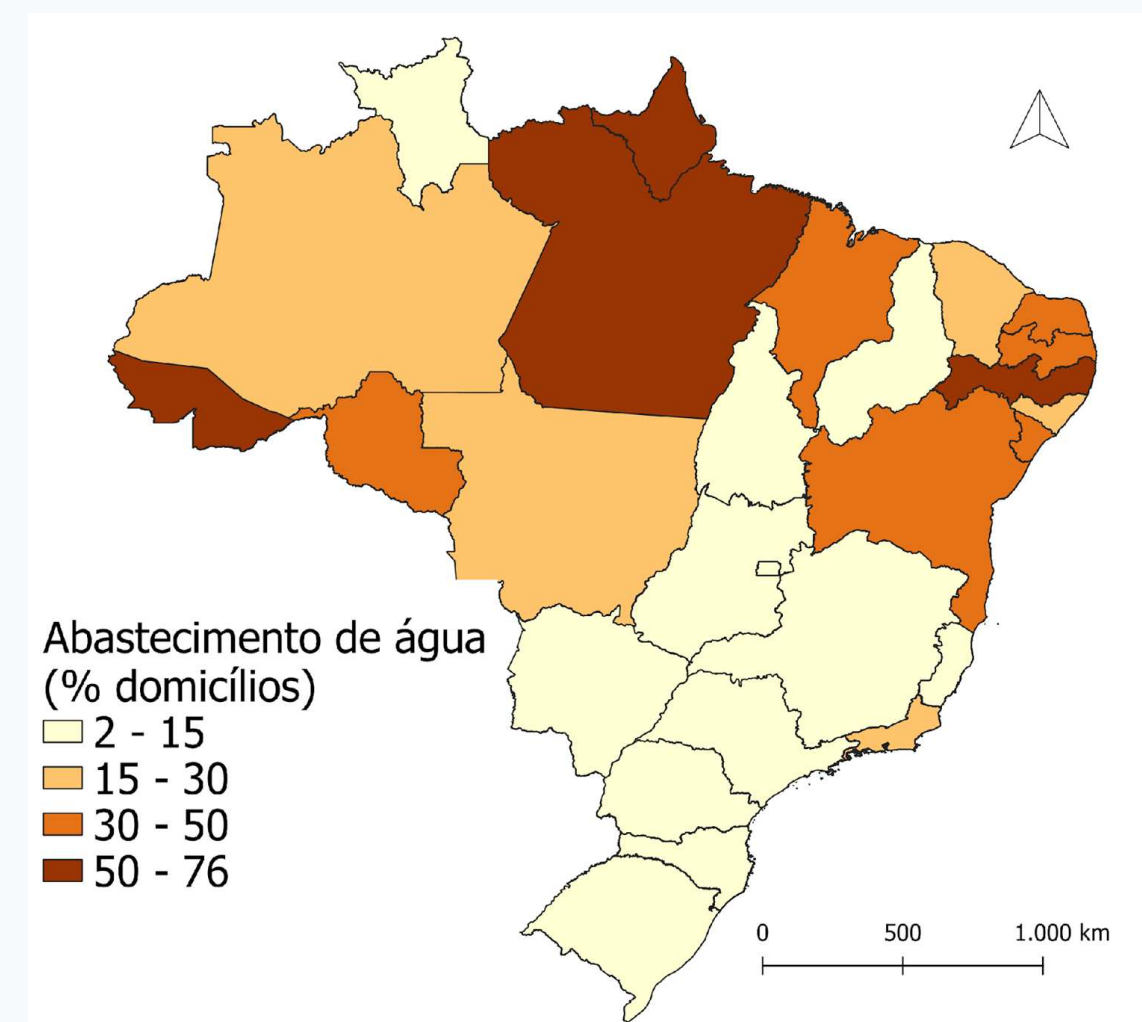 Abastecimento de água
(% domicílios)
2 - 15
15 - 30
30 - 50
50 - 76
0 500 1.000 km